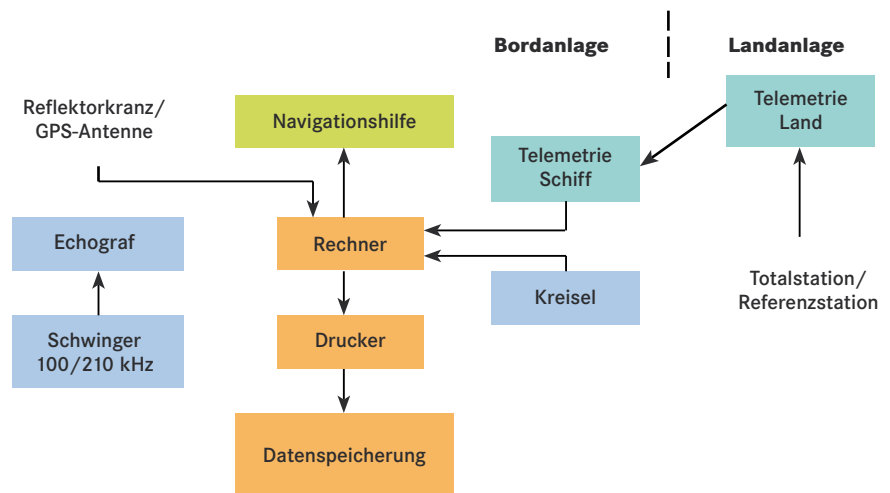 Bordanlage
Landanlage
Reflektorkranz/
GPS-Antenne
Navigationshilfe
Telemetrie
Schiff
Telemetrie
Land
Echograf
Rechner
Kreisel
Totalstation/
Referenzstation
Schwinger
100/210 kHz
Drucker
Datenspeicherung